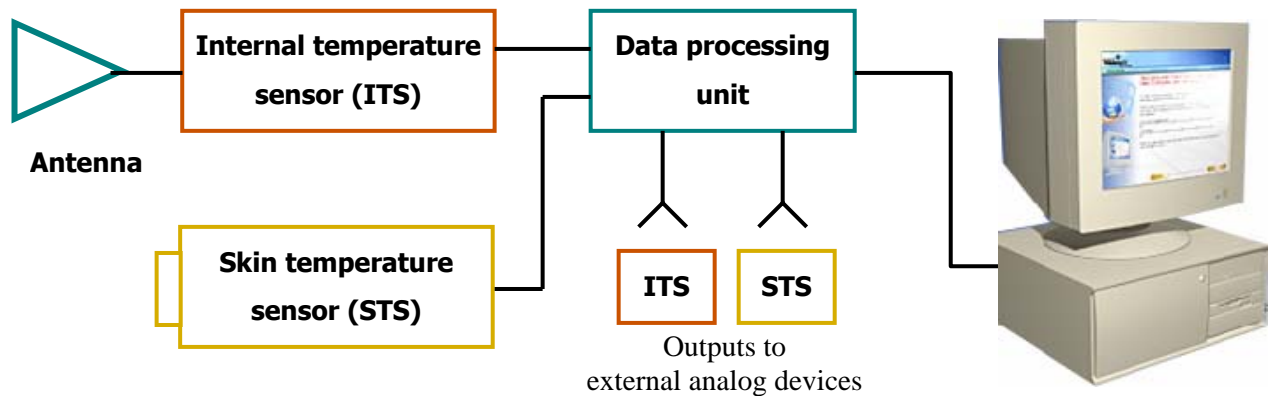 Internal temperature
sensor (ITS)
Data processing
unit
Antenna
Skin temperature
sensor (STS)
ITS
STS
Outputs to
external analog devices